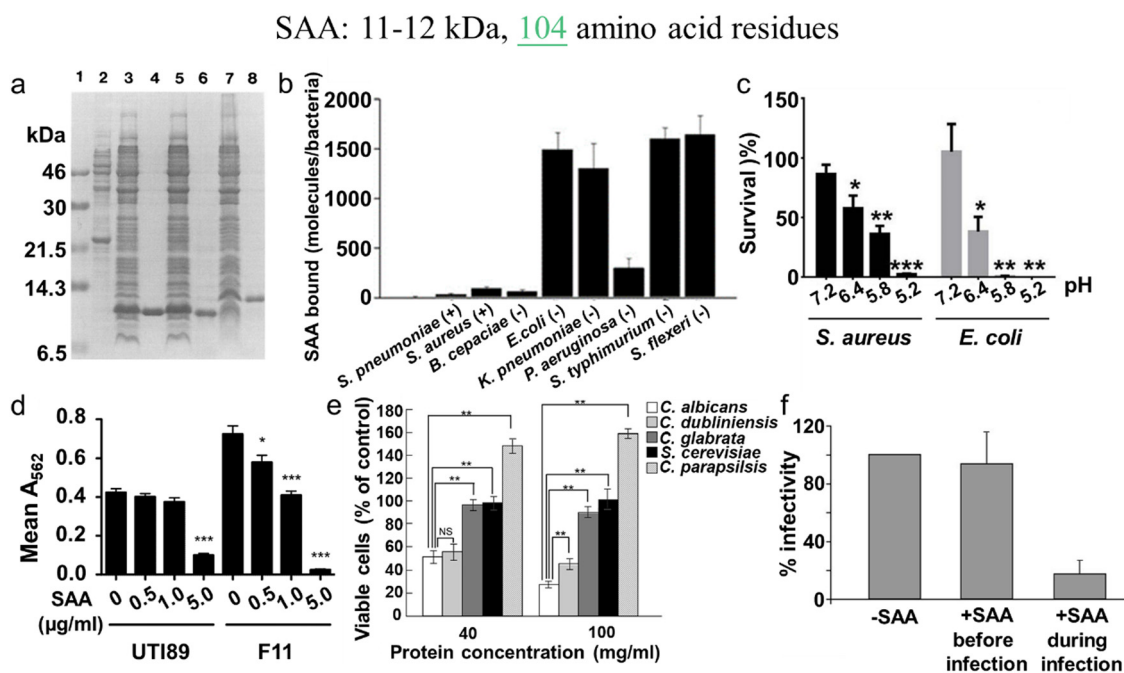 SAA: 11-12 kDa, 104 amino acid residues
a
1 2 3 4 5 6 7 8
kDa
46
30
21.5
14.3
6.5
b
SAA bound (molecules/bacteria)
2000
1500
1000
500
0
S. pneumoniae (+)
S. aureus (+)
B. cepaciae (-)
E.coli (-)
K. pneumoniae (-)
P. aeruginosa (-)
S. typhimurium (-)
S. flexeri (-)
c
Survival )%)
150
100
50
0
* ** *** * ** **
7.2 6.4 5.8 5.2 7.2 6.4 5.8 5.2 pH
S. aureus E. coli
d
Mean A562
0.8
0.6
0.4
0.2
0.0
*** * *** ***
SAA 0 0.5 1.0 5.0 0 0.5 1.0 5.0
(μg/ml)
UTI89 F11
e
Viable cells (% of control)
180
160
140
120
100
80
60
40
20
0
C. albicans
C. dubliniensis
C. glabrata
S. cerevisiae
C. parapsilsis
** ** ** NS
** ** ** **
40 100
Protein concentration (mg/ml)
f
% infectivity
120
80
40
0
-SAA
+SAA before infection
+SAA during infection